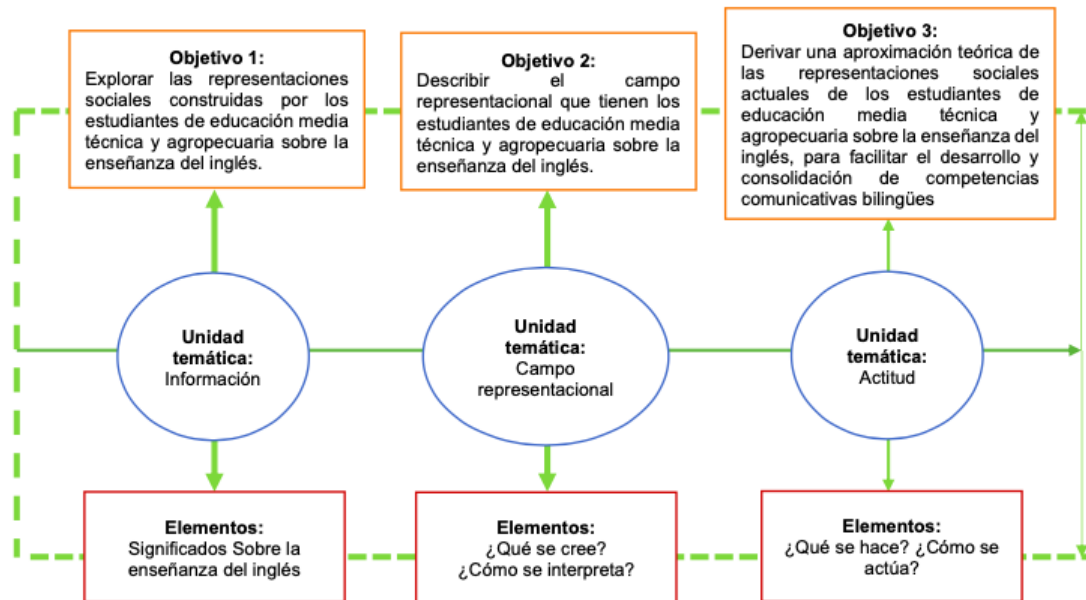 Objetivo 1:
Explorar las representaciones
sociales construidas por los
estudiantes de educación media
técnica y agropecuaria sobre la
enseñanza del inglés.
Objetivo 2:
Describir el campo
representacional que tienen los
estudiantes de educación media
técnica y agropecuaria sobre la
enseñanza del inglés.
Objetivo 3:
Derivar una aproximación teórica de
las representaciones sociales
actuales de los estudiantes de
educación media técnica y
agropecuaria sobre la enseñanza del
inglés, para facilitar el desarrollo y
consolidación de competencias
comunicativas bilingües
Unidad
temática:
Información
Unidad
temática:
Campo
representacional
Unidad
temática:
Actitud
Elementos:
Significados Sobre la
enseñanza del inglés
Elementos:
¿Qué se cree?
¿Cómo se interpreta?
Elementos:
¿Qué se hace? ¿Cómo se
actúa?